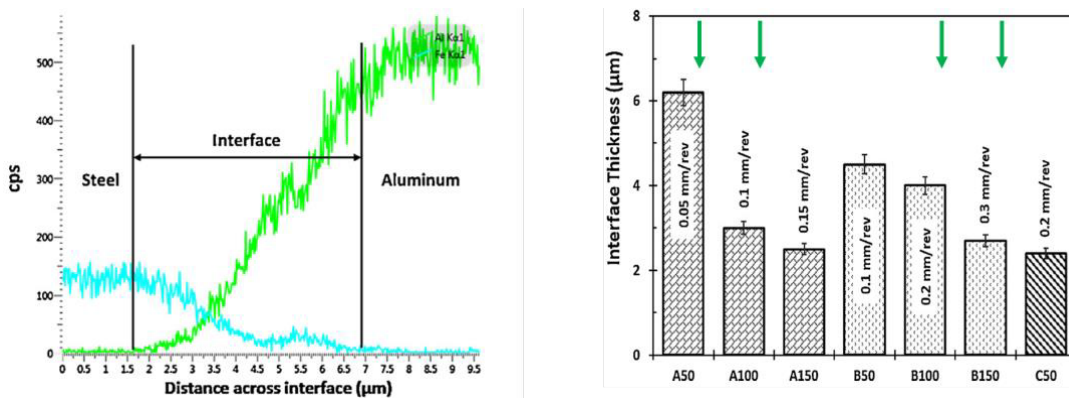 Al Kα1
Fe Kα2
500
400
300
200
150
100
50
0
cps
Steel
Interface
Aluminum
0 0.5 1 1.5 2 2.5 3 3.5 4 4.5 5 5.5 6 6.5 7 7.5 8 8.5 9 9.5
Distance across interface (µm)
8
6
4
2
0
Interface Thickness (µm)
0.05 mm/rev
0.1 mm/rev
0.15 mm/rev
0.1 mm/rev
0.2 mm/rev
0.3 mm/rev
0.2 mm/rev
A50 A100 A150 B50 B100 B150 C50